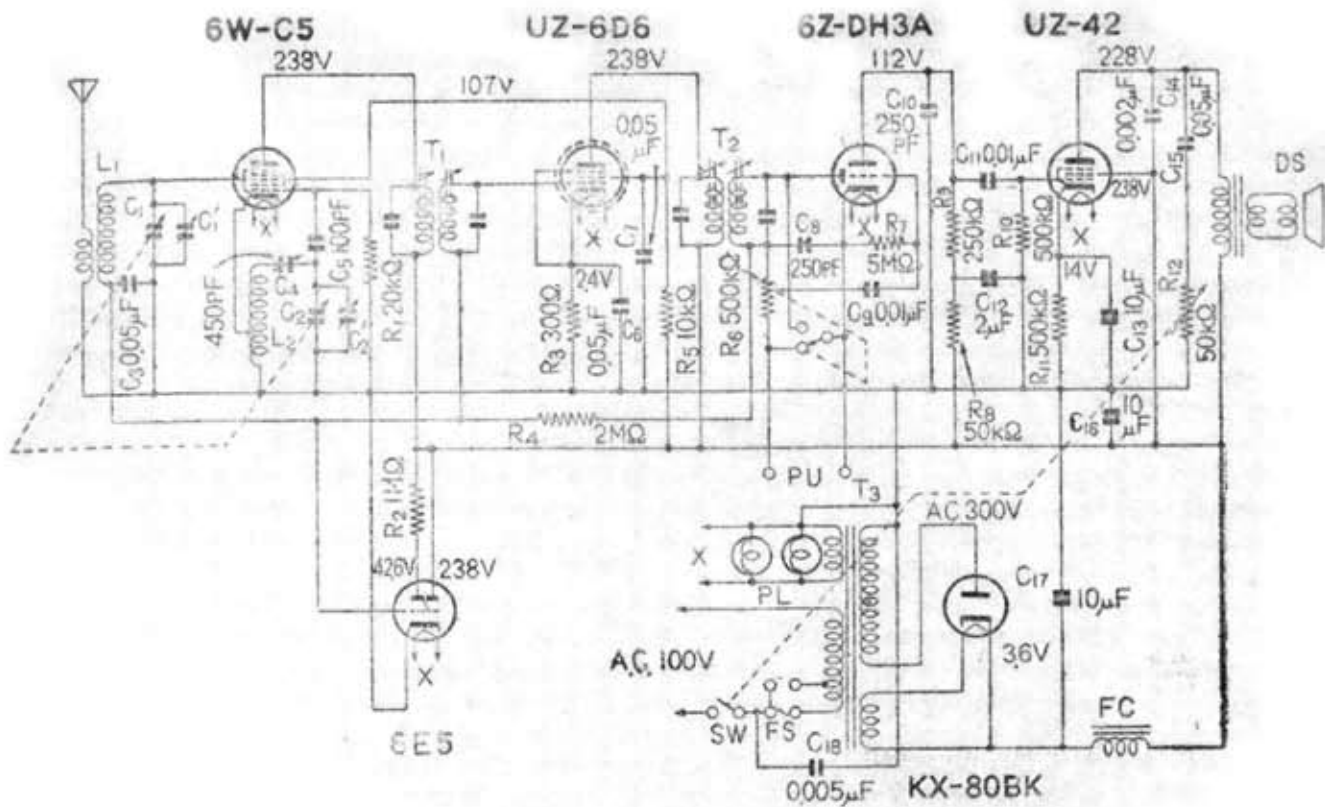 6W-C5
UZ-6D6
6Z-DH3A
UZ-42
238V
107V
238V
112V
228V
L1
C1
C1'
C3 0.05μF
450PF
C4
C2
C5 100PF
X
R1 20kΩ
T1
R3 300Ω
24V
0.05μF
C6
C7
0.05
μF
X
R5 10kΩ
T2
R6 500kΩ
C8
250PF
R7
5MΩ
C9 0.01μF
X
C10
250
PF
R9
250kΩ
C11 0.01μF
C12
2μF
R10
500kΩ
R11 500kΩ
14V
X
238V
0.002μF
C14
C15
0.05μF
C13 10μF
R12
50kΩ
DS
R4
2MΩ
R8
50kΩ
C16
10
μF
R2 1MΩ
PU
T3
AC 300V
X
PL
42.6V
238V
X
6E5
A.C. 100V
C17
10μF
3.6V
SW
FS
C18
0.005μF
FC
KX-80BK